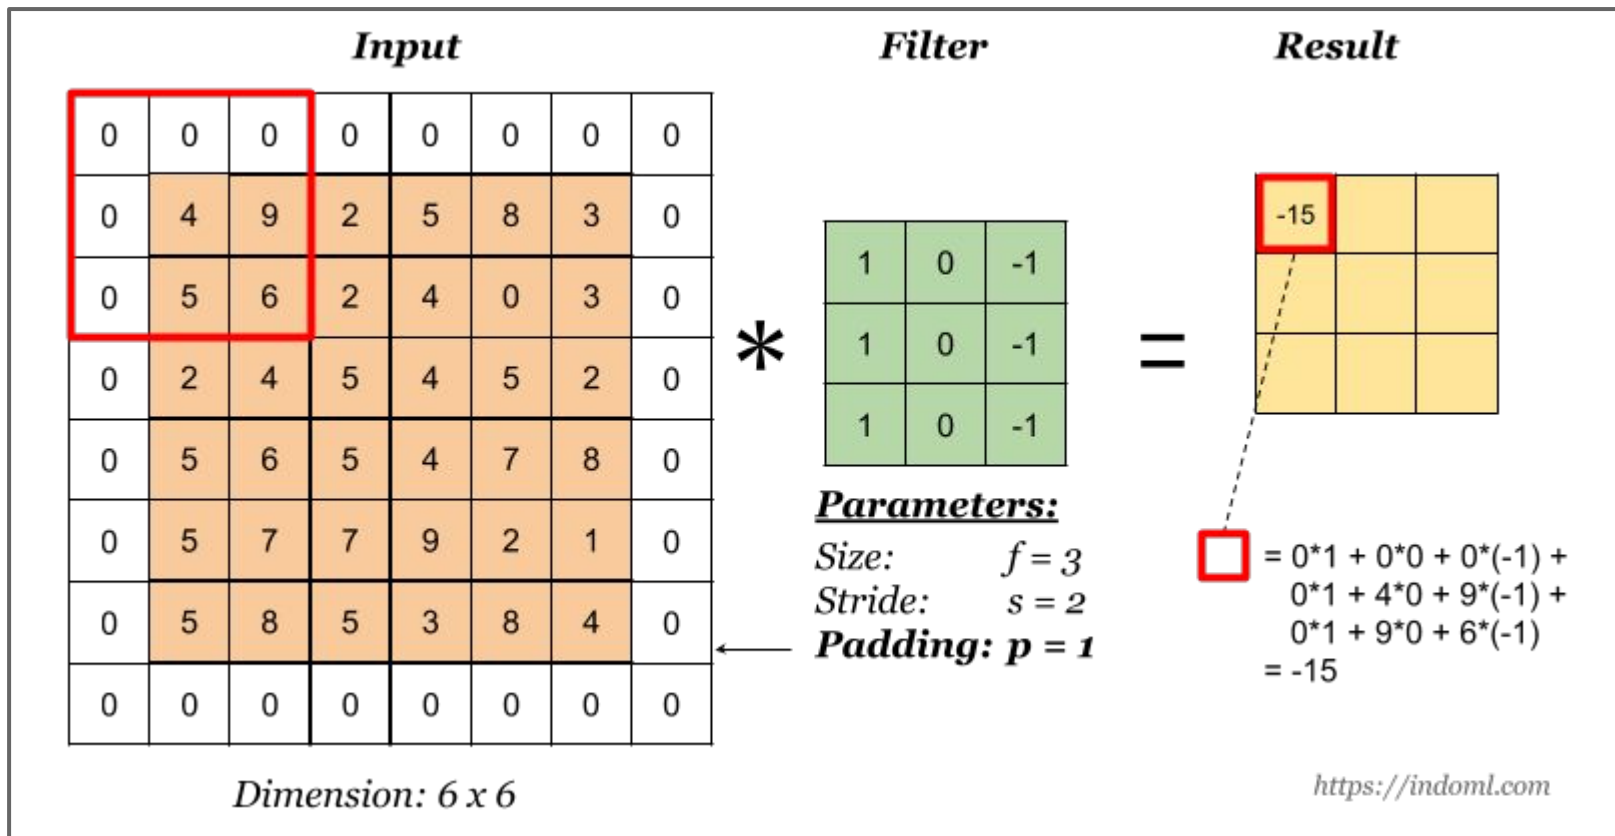 Input Filter Result
0 0 0 0 0 0 0 0
0 4 9 2 5 8 3 0
0 5 6 2 4 0 3 0
0 2 4 5 4 5 2 0
0 5 6 5 4 7 8 0
0 5 7 7 9 2 1 0
0 5 8 5 3 8 4 0
0 0 0 0 0 0 0 0
Dimension: 6 x 6
*
1 0 -1
1 0 -1
1 0 -1
Parameters:
Size: f = 3
Stride: s = 2
Padding: p = 1
=
-15
= 0*1 + 0*0 + 0*(-1) +
0*1 + 4*0 + 9*(-1) +
0*1 + 9*0 + 6*(-1)
= -15
https://indoml.com